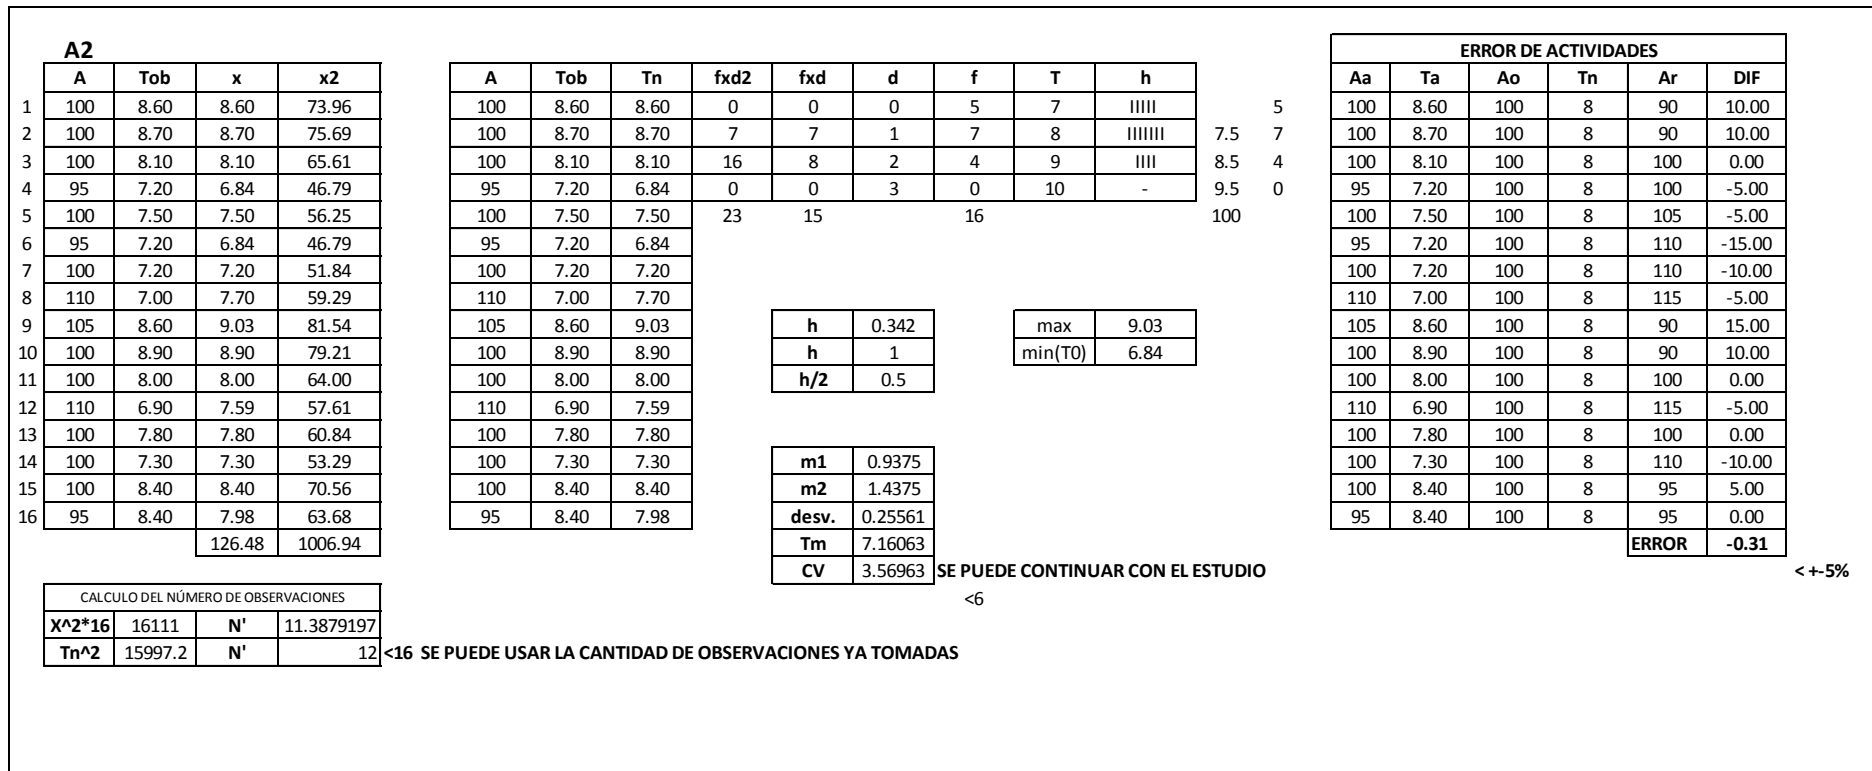 A2
ERROR DE ACTIVIDADES
A Tob x x2 A Tob Tn fxd2 fxd d f T h Aa Ta Ao Tn Ar DIF
1 100 8.60 8.60 73.96 100 8.60 8.60 0 0 0 5 7 IIIII 5 100 8.60 100 8 90 10.00
2 100 8.70 8.70 75.69 100 8.70 8.70 7 7 1 7 8 IIIIIII 7.5 7 100 8.70 100 8 90 10.00
3 100 8.10 8.10 65.61 100 8.10 8.10 16 8 2 4 9 IIII 8.5 4 100 8.10 100 8 100 0.00
4 95 7.20 6.84 46.79 95 7.20 6.84 0 0 3 0 10 - 9.5 0 95 7.20 100 8 100 -5.00
5 100 7.50 7.50 56.25 100 7.50 7.50 23 15 16 100 100 7.50 100 8 105 -5.00
6 95 7.20 6.84 46.79 95 7.20 6.84 95 7.20 100 8 110 -15.00
7 100 7.20 7.20 51.84 100 7.20 7.20 100 7.20 100 8 110 -10.00
8 110 7.00 7.70 59.29 110 7.00 7.70 110 7.00 100 8 115 -5.00
9 105 8.60 9.03 81.54 105 8.60 9.03 h 0.342 max 9.03 105 8.60 100 8 90 15.00
10 100 8.90 8.90 79.21 100 8.90 8.90 h 1 min(T0) 6.84 100 8.90 100 8 90 10.00
11 100 8.00 8.00 64.00 100 8.00 8.00 h/2 0.5 100 8.00 100 8 100 0.00
12 110 6.90 7.59 57.61 110 6.90 7.59 110 6.90 100 8 115 -5.00
13 100 7.80 7.80 60.84 100 7.80 7.80 100 7.80 100 8 100 0.00
14 100 7.30 7.30 53.29 100 7.30 7.30 m1 0.9375 100 7.30 100 8 110 -10.00
15 100 8.40 8.40 70.56 100 8.40 8.40 m2 1.4375 100 8.40 100 8 95 5.00
16 95 8.40 7.98 63.68 95 8.40 7.98 desv. 0.25561 95 8.40 100 8 95 0.00
126.48 1006.94 Tm 7.16063 ERROR -0.31
CV 3.56963 SE PUEDE CONTINUAR CON EL ESTUDIO < +-5%
CALCULO DEL NÚMERO DE OBSERVACIONES <6
X^2*16 16111 N' 11.3879197
Tn^2 15997.2 N' 12 <16 SE PUEDE USAR LA CANTIDAD DE OBSERVACIONES YA TOMADAS